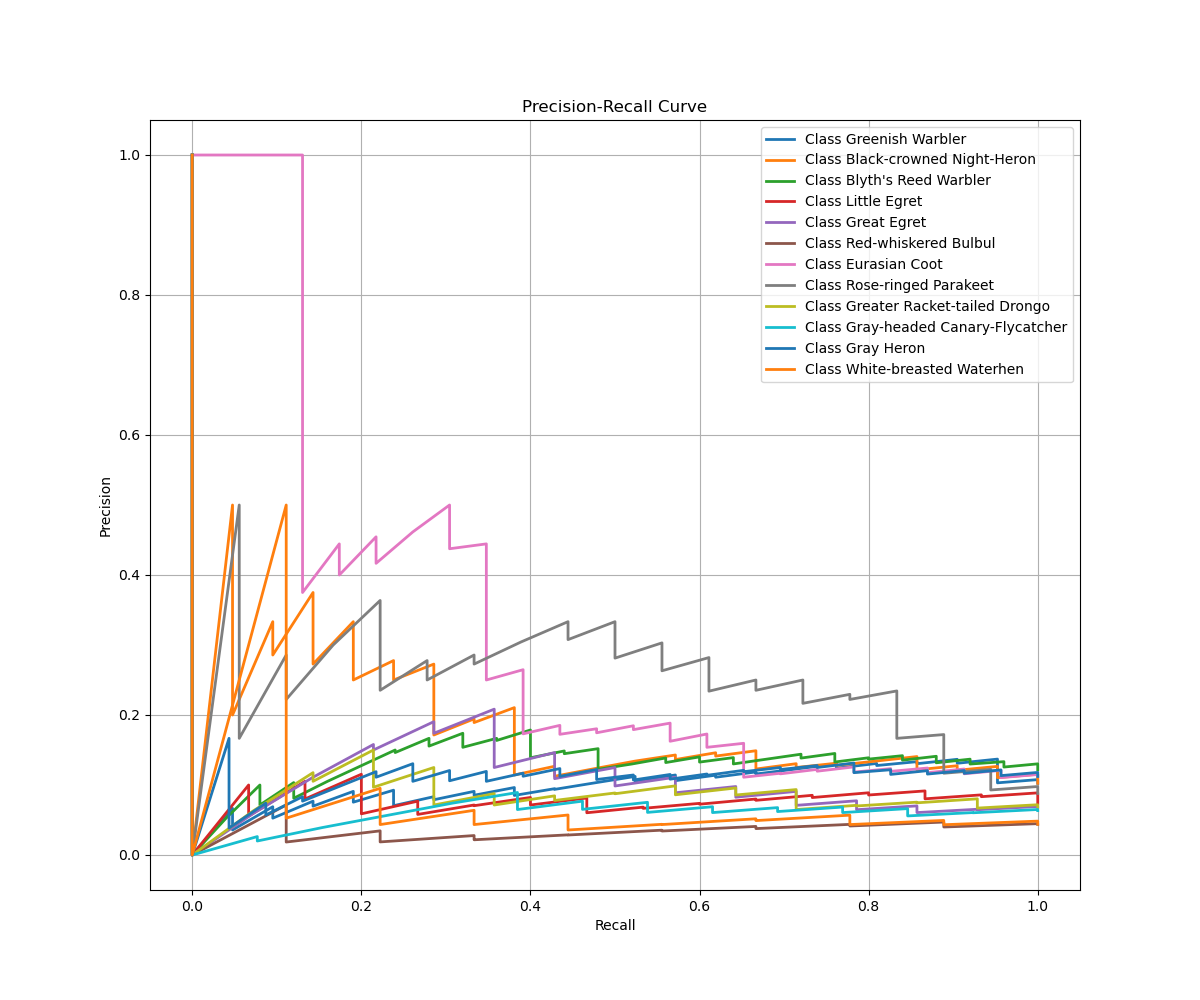 Precision-Recall Curve
Class Greenish Warbler
Class Black-crowned Night-Heron
Class Blyth's Reed Warbler
Class Little Egret
Class Great Egret
Class Red-whiskered Bulbul
Class Eurasian Coot
Class Rose-ringed Parakeet
Class Greater Racket-tailed Drongo
Class Gray-headed Canary-Flycatcher
Class Gray Heron
Class White-breasted Waterhen
Precision
1.0
0.8
0.6
0.4
0.2
0.0
0.0 0.2 0.4 0.6 0.8 1.0
Recall